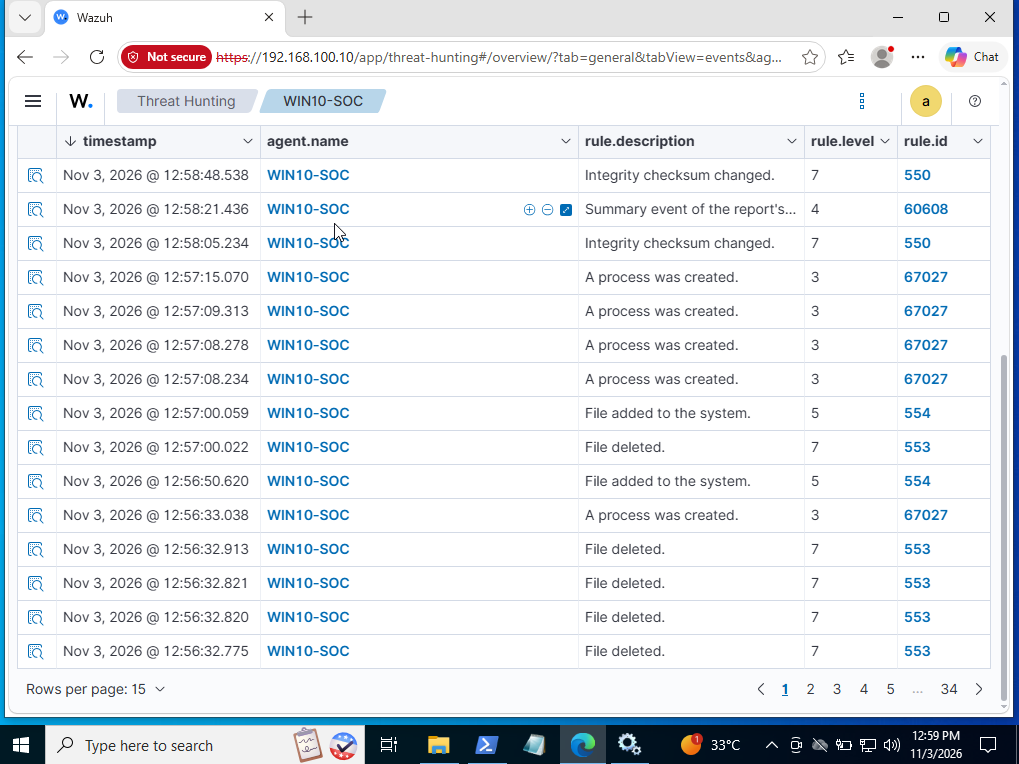 Wazuh
Not secure https://192.168.100.10/app/threat-hunting#/overview/?tab=general&tabView=events&ag... Chat
W. Threat Hunting WIN10-SOC a
timestamp agent.name rule.description rule.level rule.id
Nov 3, 2026 @ 12:58:48.538 WIN10-SOC Integrity checksum changed. 7 550
Nov 3, 2026 @ 12:58:21.436 WIN10-SOC Summary event of the report's... 4 60608
Nov 3, 2026 @ 12:58:05.234 WIN10-SOC Integrity checksum changed. 7 550
Nov 3, 2026 @ 12:57:15.070 WIN10-SOC A process was created. 3 67027
Nov 3, 2026 @ 12:57:09.313 WIN10-SOC A process was created. 3 67027
Nov 3, 2026 @ 12:57:08.278 WIN10-SOC A process was created. 3 67027
Nov 3, 2026 @ 12:57:08.234 WIN10-SOC A process was created. 3 67027
Nov 3, 2026 @ 12:57:00.059 WIN10-SOC File added to the system. 5 554
Nov 3, 2026 @ 12:57:00.022 WIN10-SOC File deleted. 7 553
Nov 3, 2026 @ 12:56:50.620 WIN10-SOC File added to the system. 5 554
Nov 3, 2026 @ 12:56:33.038 WIN10-SOC A process was created. 3 67027
Nov 3, 2026 @ 12:56:32.913 WIN10-SOC File deleted. 7 553
Nov 3, 2026 @ 12:56:32.821 WIN10-SOC File deleted. 7 553
Nov 3, 2026 @ 12:56:32.820 WIN10-SOC File deleted. 7 553
Nov 3, 2026 @ 12:56:32.775 WIN10-SOC File deleted. 7 553
Rows per page: 15 1 2 3 4 5 ... 34
Type here to search 1 33°C 12:59 PM
11/3/2026